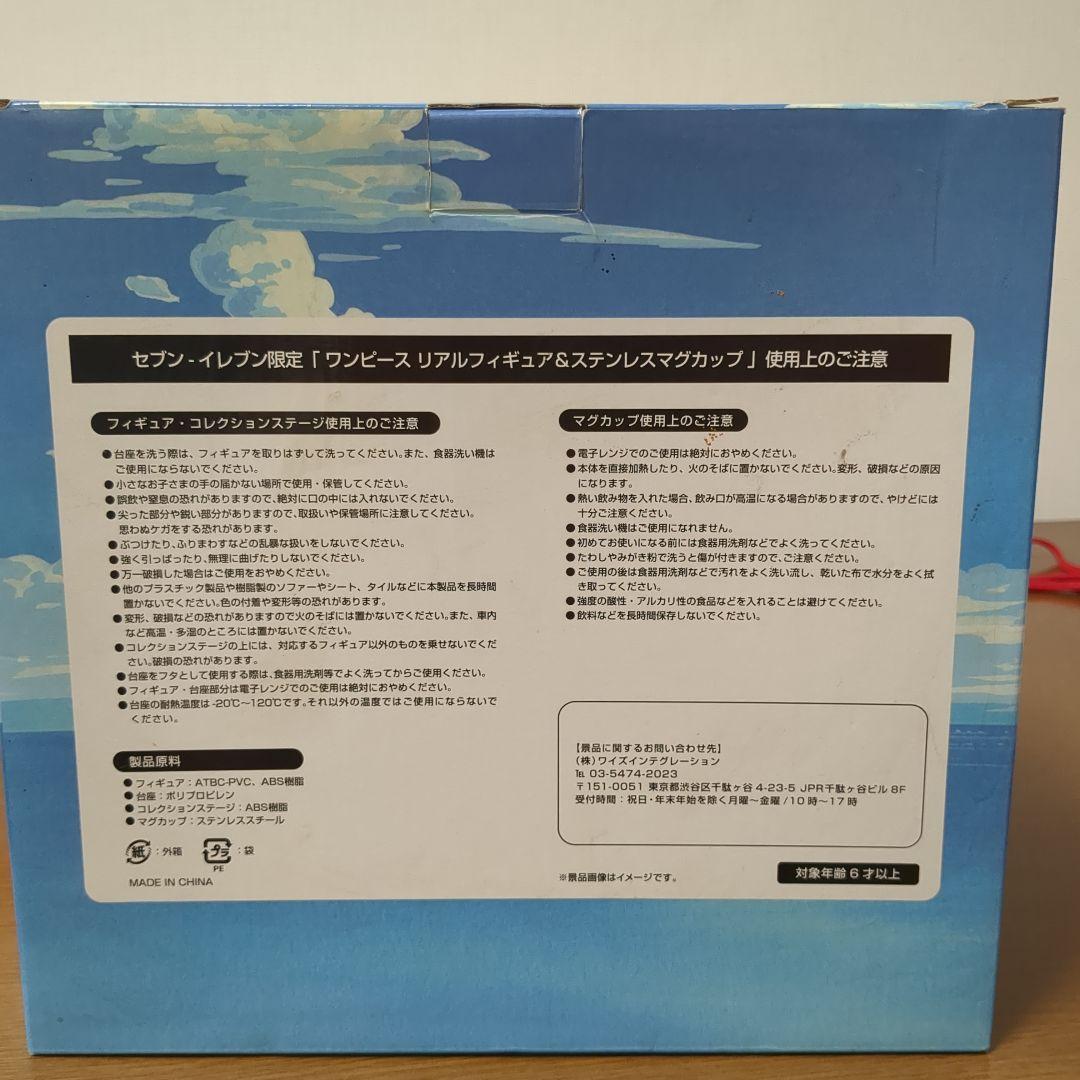 セブン-イレブン限定「ワンピース リアルフィギュア&ステンレスマグカップ」使用上のご注意
フィギュア・コレクションステージ使用上のご注意
●台座を洗う際は、フィギュアを取りはずして洗ってください。また、食器洗い機は
ご使用にならないでください。
●小さなお子さまの手の届かない場所で使用・保管してください。
●誤飲や窒息の恐れがありますので、絶対に口の中には入れないでください。
●尖った部分や鋭い部分がありますので、取扱いや保管場所に注意してください。
思わぬケガをする恐れがあります。
●ぶつけたり、ふりまわすなどの乱暴な扱いをしないでください。
●強く引っぱったり、無理に曲げたりしないでください。
●万一破損した場合はご使用をおやめください。
●他のプラスチック製品や樹脂製のソファーやシート、タイルなどに本製品を長時間
置かないでください。色の付着や変形等の恐れがあります。
●変形、破損などの恐れがありますので火のそばには置かないでください。また、車内
など高温・多湿のところには置かないでください。
●コレクションステージの上には、対応するフィギュア以外のものを乗せないでくだ
さい。破損の恐れがあります。
●台座をフタとして使用する際は、食器用洗剤等でよく洗ってからご使用ください。
●フィギュア・台座部分は電子レンジでのご使用は絶対におやめください。
●台座の耐熱温度は-20℃〜120℃です。それ以外の温度ではご使用にならないで
ください。
製品原料
●フィギュア：ATBC-PVC、ABS樹脂
●台座：ポリプロピレン
●コレクションステージ：ABS樹脂
●マグカップ：ステンレススチール
紙：外箱 プラ：袋
PE
MADE IN CHINA
マグカップ使用上のご注意
●電子レンジでのご使用は絶対におやめください。
●本体を直接加熱したり、火のそばに置かないでください。変形、破損などの原因
になります。
●熱い飲み物を入れた場合、飲み口が高温になる場合がありますので、やけどには
十分ご注意ください。
●食器洗い機はご使用になれません。
●初めてお使いになる前には食器用洗剤などでよく洗ってください。
●たわしやみがき粉で洗うと傷が付きますので、ご注意ください。
●ご使用の後は食器用洗剤などで汚れをよく洗い流し、乾いた布で水分をよく拭
き取ってください。
●強度の酸性・アルカリ性の食品などを入れることは避けてください。
●飲料などを長時間保存しないでください。
【景品に関するお問い合わせ先】
(株)ワイズインテグレーション
℡ 03-5474-2023
〒151-0051 東京都渋谷区千駄ヶ谷 4-23-5 JPR千駄ヶ谷ビル 8F
受付時間：祝日・年末年始を除く月曜〜金曜/10時〜17時
※景品画像はイメージです。
対象年齢6才以上